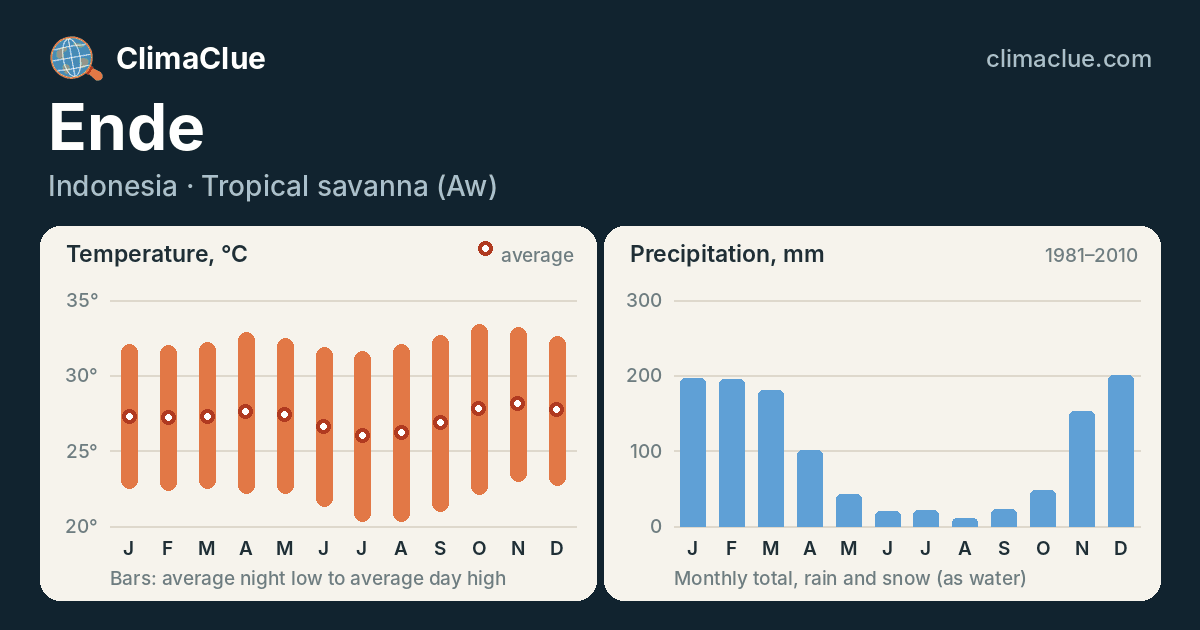 ClimaClue
climaclue.com
Ende
Indonesia · Tropical savanna (Aw)
Temperature, °C
average
35°
30°
25°
20°
J F M A M J J A S O N D
Bars: average night low to average day high
Precipitation, mm
1981–2010
300
200
100
0
J F M A M J J A S O N D
Monthly total, rain and snow (as water)